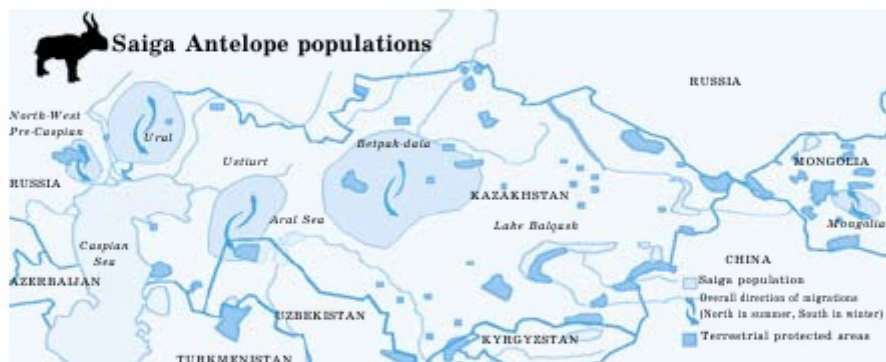 Saiga Antelope populations
RUSSIA
North-West
Pre-Caspian
Ural
Betpak-dala
Ustiurt
MONGOLIA
RUSSIA
KAZAKHSTAN
Aral Sea
Lake Balqash
Mongalia
Caspian
Sea
CHINA
AZERBAIJAN
Saiga population
Overall direction of migrations
(North in summer, South in winter)
UZBEKISTAN
KYRGYZSTAN
Terrestrial protected areas
TURKMENISTAN